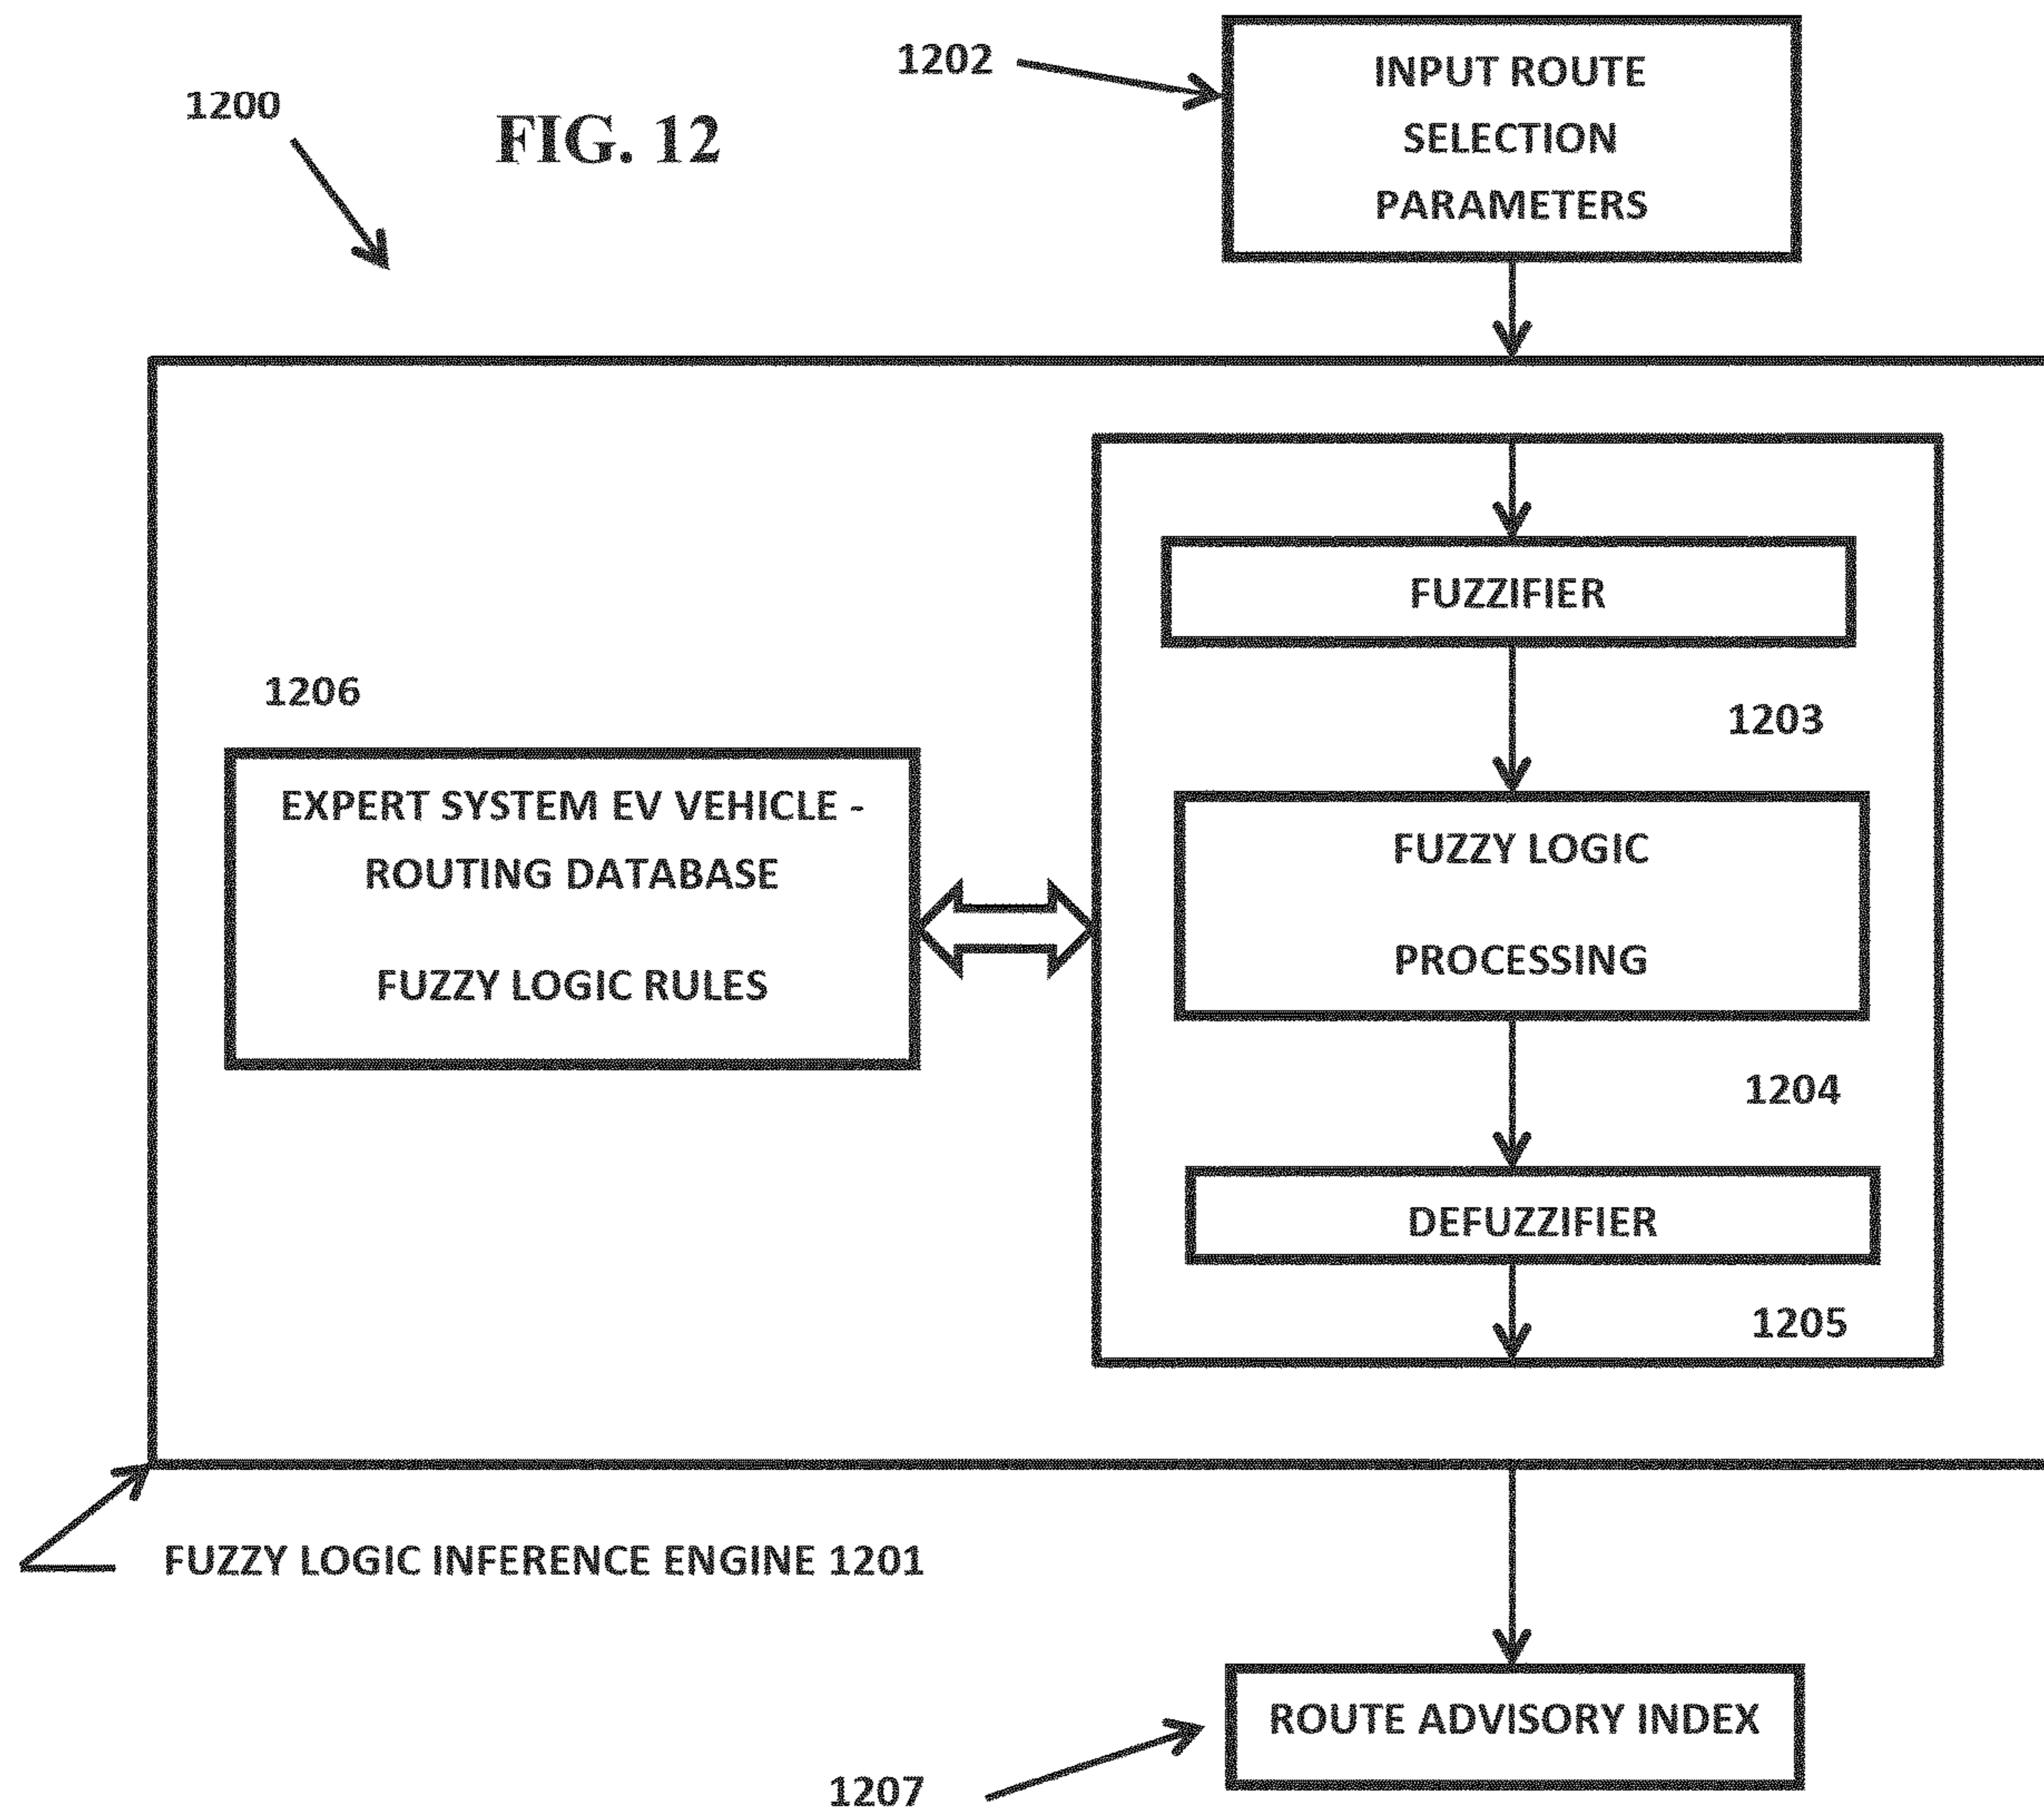 1202
INPUT ROUTE
SELECTION
PARAMETERS
1200
FIG. 12
FUZZIFIER
1203
1206
EXPERT SYSTEM EV VEHICLE -
ROUTING DATABASE
FUZZY LOGIC RULES
FUZZY LOGIC
PROCESSING
1204
DEFUZZIFIER
1205
FUZZY LOGIC INFERENCE ENGINE 1201
ROUTE ADVISORY INDEX
1207